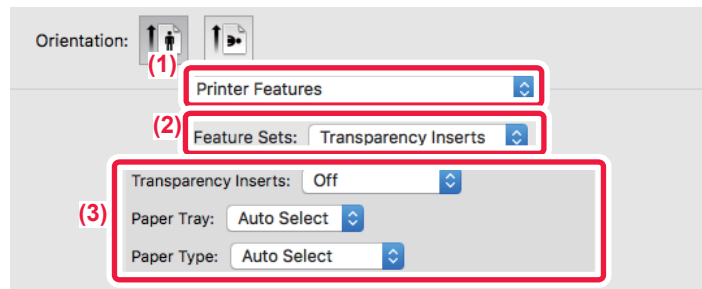 Orientation:
(1)
Printer Features
(2)
Feature Sets: Transparency Inserts
Transparency Inserts: Off
(3)
Paper Tray: Auto Select
Paper Type: Auto Select